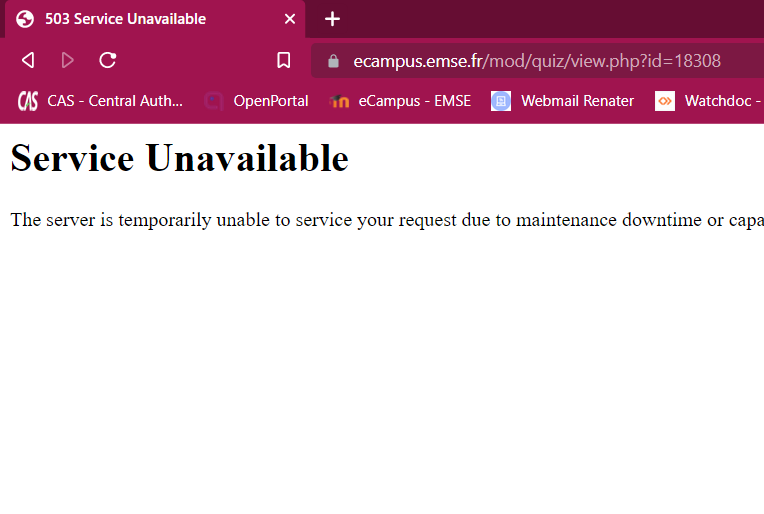 503 Service Unavailable
ecampus.emse.fr/mod/quiz/view.php?id=18308
CAS CAS - Central Auth... OpenPortal eCampus - EMSE Webmail Renater Watchdoc -
Service Unavailable
The server is temporarily unable to service your request due to maintenance downtime or capa